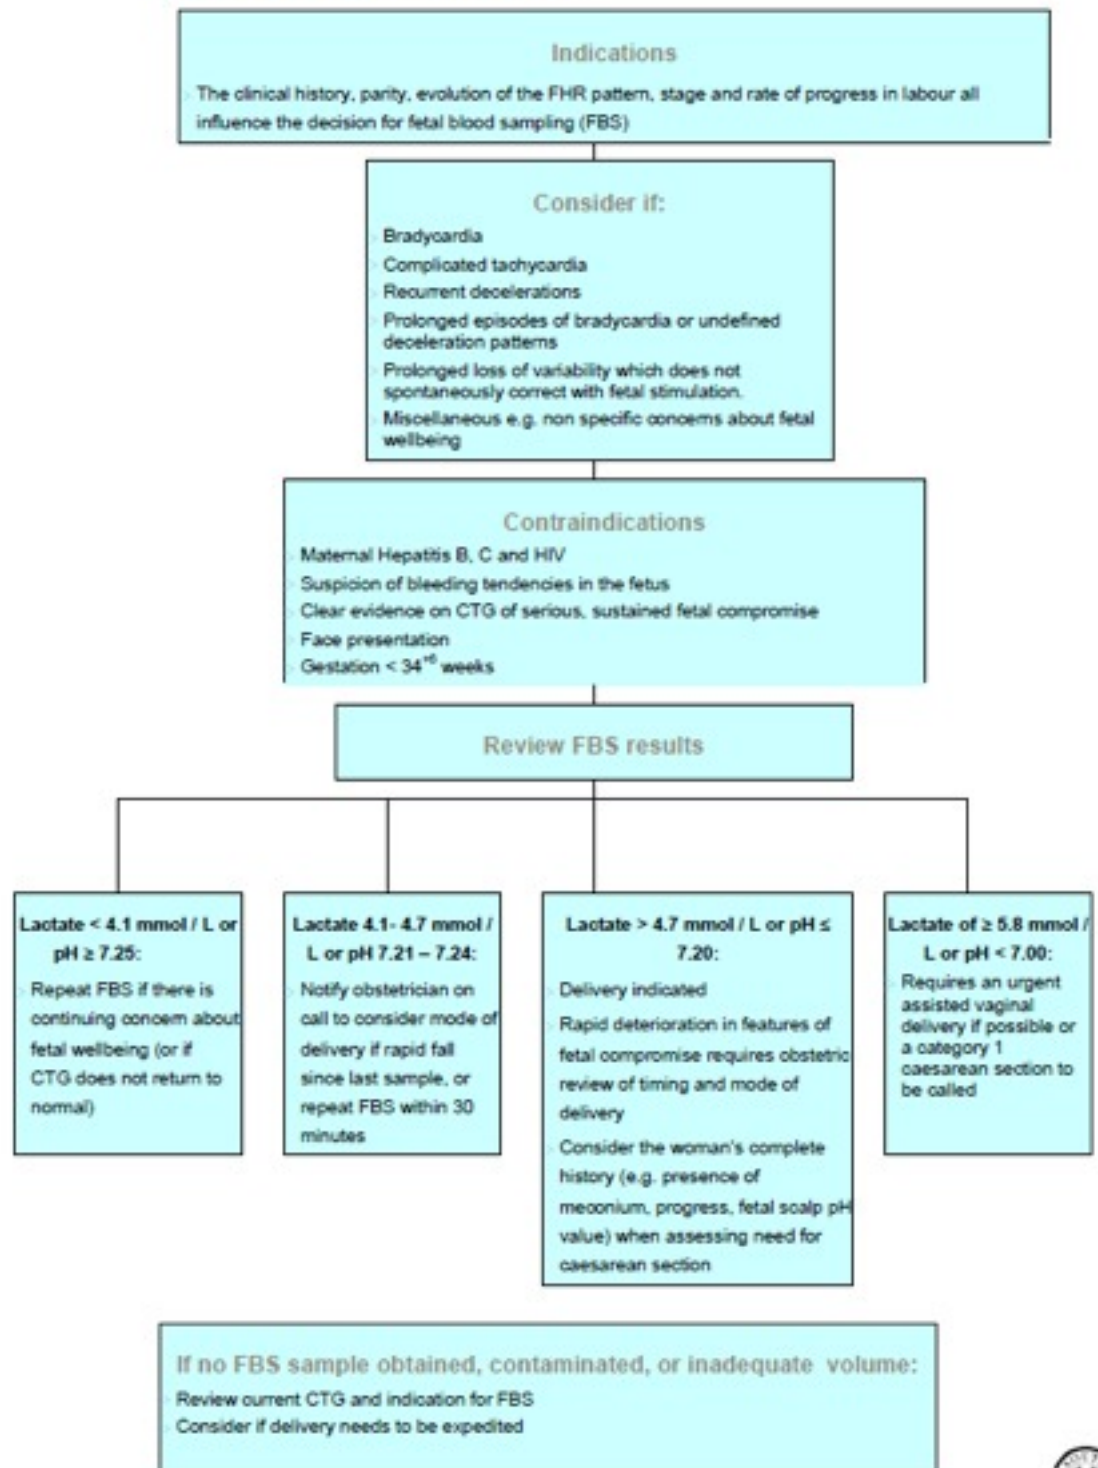 Indications
The clinical history, parity, evolution of the FHR pattern, stage and rate of progress in labour all
influence the decision for fetal blood sampling (FBS)
Consider if:
Bradycardia
Complicated tachycardia
Recurrent decelerations
Prolonged episodes of bradycardia or undefined
deceleration patterns
Prolonged loss of variability which does not
spontaneously correct with fetal stimulation.
Miscellaneous e.g. non specific concerns about fetal
wellbeing
Contraindications
Maternal Hepatitis B, C and HIV
Suspicion of bleeding tendencies in the fetus
Clear evidence on CTG of serious, sustained fetal compromise
Face presentation
Gestation < 34⁺⁶ weeks
Review FBS results
Lactate < 4.1 mmol / L or
pH ≥ 7.25:
Repeat FBS if there is
continuing concern about
fetal wellbeing (or if
CTG does not return to
normal)
Lactate 4.1- 4.7 mmol /
L or pH 7.21 – 7.24:
Notify obstetrician on
call to consider mode of
delivery if rapid fall
since last sample, or
repeat FBS within 30
minutes
Lactate > 4.7 mmol / L or pH ≤
7.20:
Delivery indicated
Rapid deterioration in features of
fetal compromise requires obstetric
review of timing and mode of
delivery
Consider the woman's complete
history (e.g. presence of
meconium, progress, fetal scalp pH
value) when assessing need for
caesarean section
Lactate of ≥ 5.8 mmol /
L or pH < 7.00:
Requires an urgent
assisted vaginal
delivery if possible or
a category 1
caesarean section to
be called
If no FBS sample obtained, contaminated, or inadequate volume:
Review current CTG and indication for FBS
Consider if delivery needs to be expedited